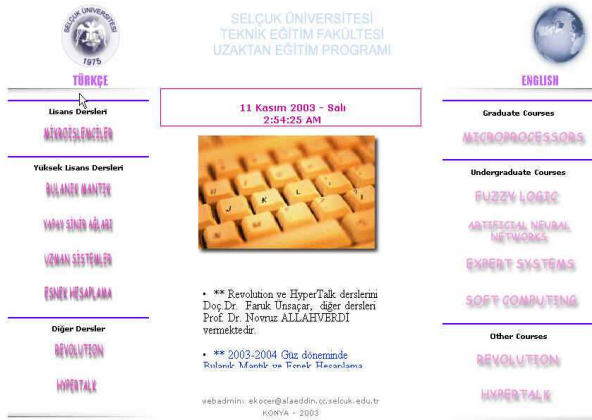 SELÇUK ÜNİVERSİTESİ
1975
SELÇUK ÜNİVERSİTESİ
TEKNİK EĞİTİM FAKÜLTESİ
UZAKTAN EĞİTİM PROGRAMI
TÜRKÇE
ENGLISH
Lisans Dersleri
MİKROİŞLEMCİLER
Yüksek Lisans Dersleri
BULANIK MANTIK
YAPAY SİNİR AĞLARI
UZMAN SİSTEMLER
ESNEK HESAPLAMA
Diğer Dersler
REVOLUTION
HYPERTALK
11 Kasım 2003 - Salı
2:54:25 AM
• ** Revolution ve HyperTalk derslerini
Doç.Dr. Faruk Ünsaçar, diğer dersleri
Prof. Dr. Novruz ALLAHVERDİ
vermektedir.
• ** 2003-2004 Güz döneminde
Bulanık Mantık ve Esnek Hesaplama
webadmin: ekocer@alaeddin.cc.selcuk.edu.tr
KONYA - 2003
Graduate Courses
MICROPROCESSORS
Undergraduate Courses
FUZZY LOGIC
ARTIFICIAL NEURAL
NETWORKS
EXPERT SYSTEMS
SOFT COMPUTING
Other Courses
REVOLUTION
HYPERTALK